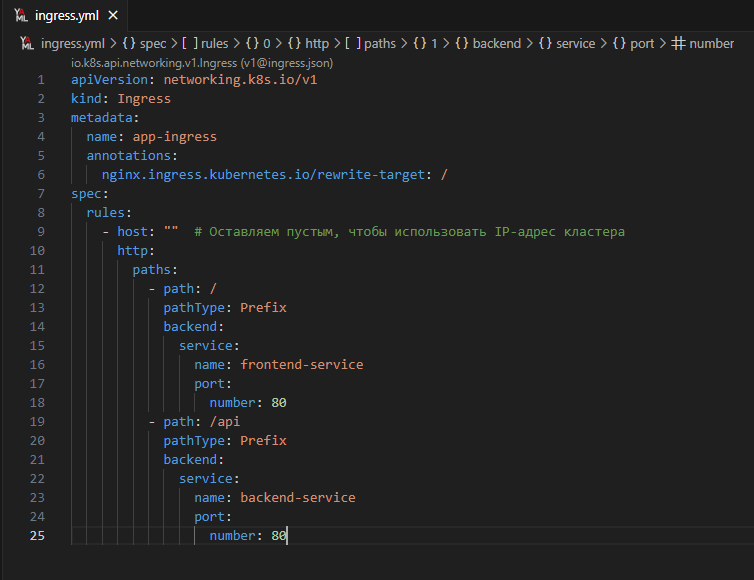 YAML ingress.yml ×
YAML ingress.yml > {} spec > [ ] rules > {} 0 > {} http > [ ] paths > {} 1 > {} backend > {} service > {} port > # number
io.k8s.api.networking.v1.Ingress (v1@ingress.json)
1 apiVersion: networking.k8s.io/v1
2 kind: Ingress
3 metadata:
4   name: app-ingress
5   annotations:
6     nginx.ingress.kubernetes.io/rewrite-target: /
7 spec:
8   rules:
9     - host: ""  # Оставляем пустым, чтобы использовать IP-адрес кластера
10       http:
11         paths:
12           - path: /
13             pathType: Prefix
14             backend:
15               service:
16                 name: frontend-service
17                 port:
18                   number: 80
19           - path: /api
20             pathType: Prefix
21             backend:
22               service:
23                 name: backend-service
24                 port:
25                   number: 80